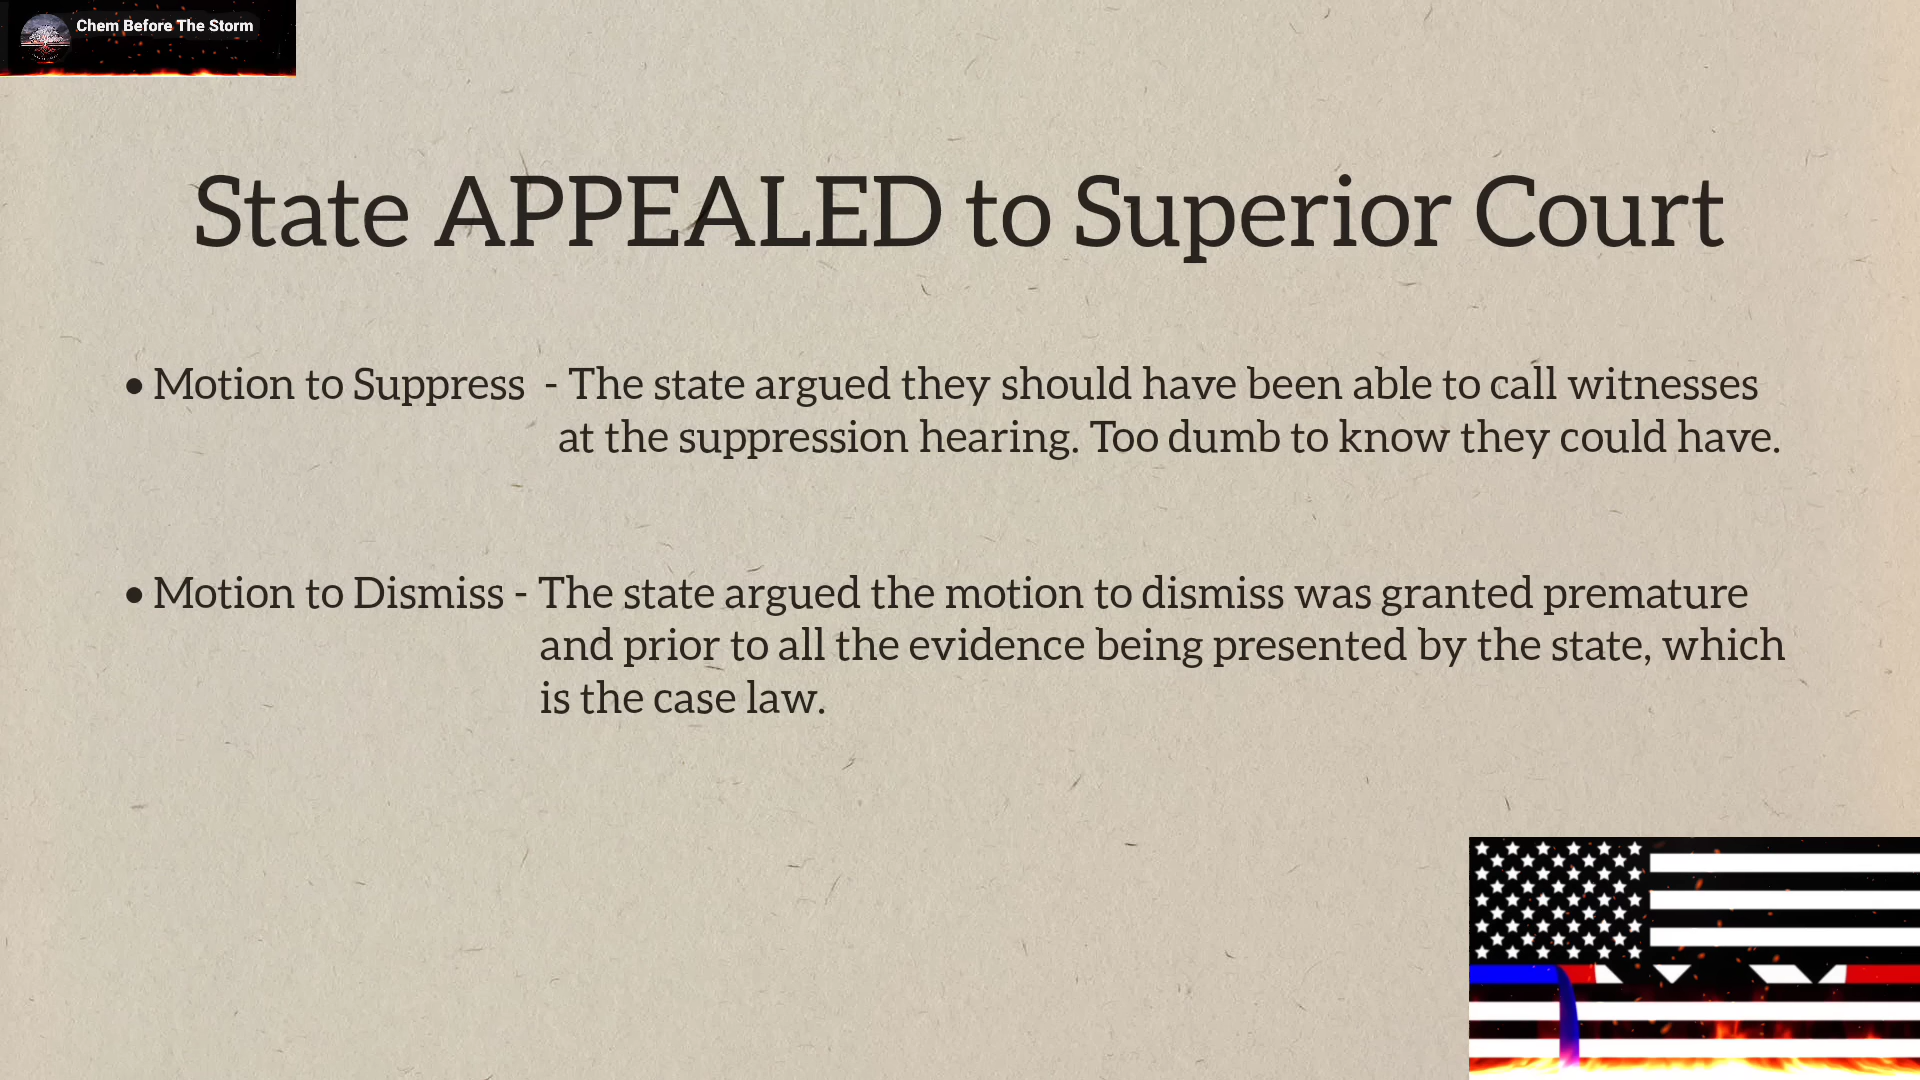 Chem Before The Storm
State APPEALED to Superior Court
• Motion to Suppress - The state argued they should have been able to call witnesses
at the suppression hearing. Too dumb to know they could have.
• Motion to Dismiss - The state argued the motion to dismiss was granted premature
and prior to all the evidence being presented by the state, which
is the case law.